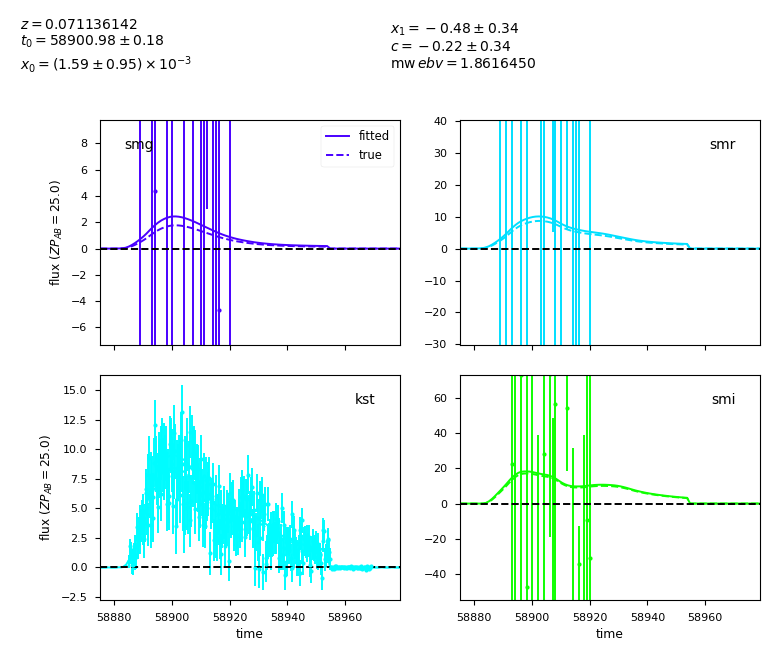 z = 0.071136142
t₀ = 58900.98 ± 0.18
x₀ = (1.59 ± 0.95) × 10⁻³
x₁ = −0.48 ± 0.34
c = −0.22 ± 0.34
mw ebv = 1.8616450
smg
fitted
true
flux (ZP_AB = 25.0)
8
6
4
2
0
−2
−4
−6
smr
40
30
20
10
0
−10
−20
−30
kst
flux (ZP_AB = 25.0)
15.0
12.5
10.0
7.5
5.0
2.5
0.0
−2.5
58880 58900 58920 58940 58960
time
smi
60
40
20
0
−20
−40
58880 58900 58920 58940 58960
time